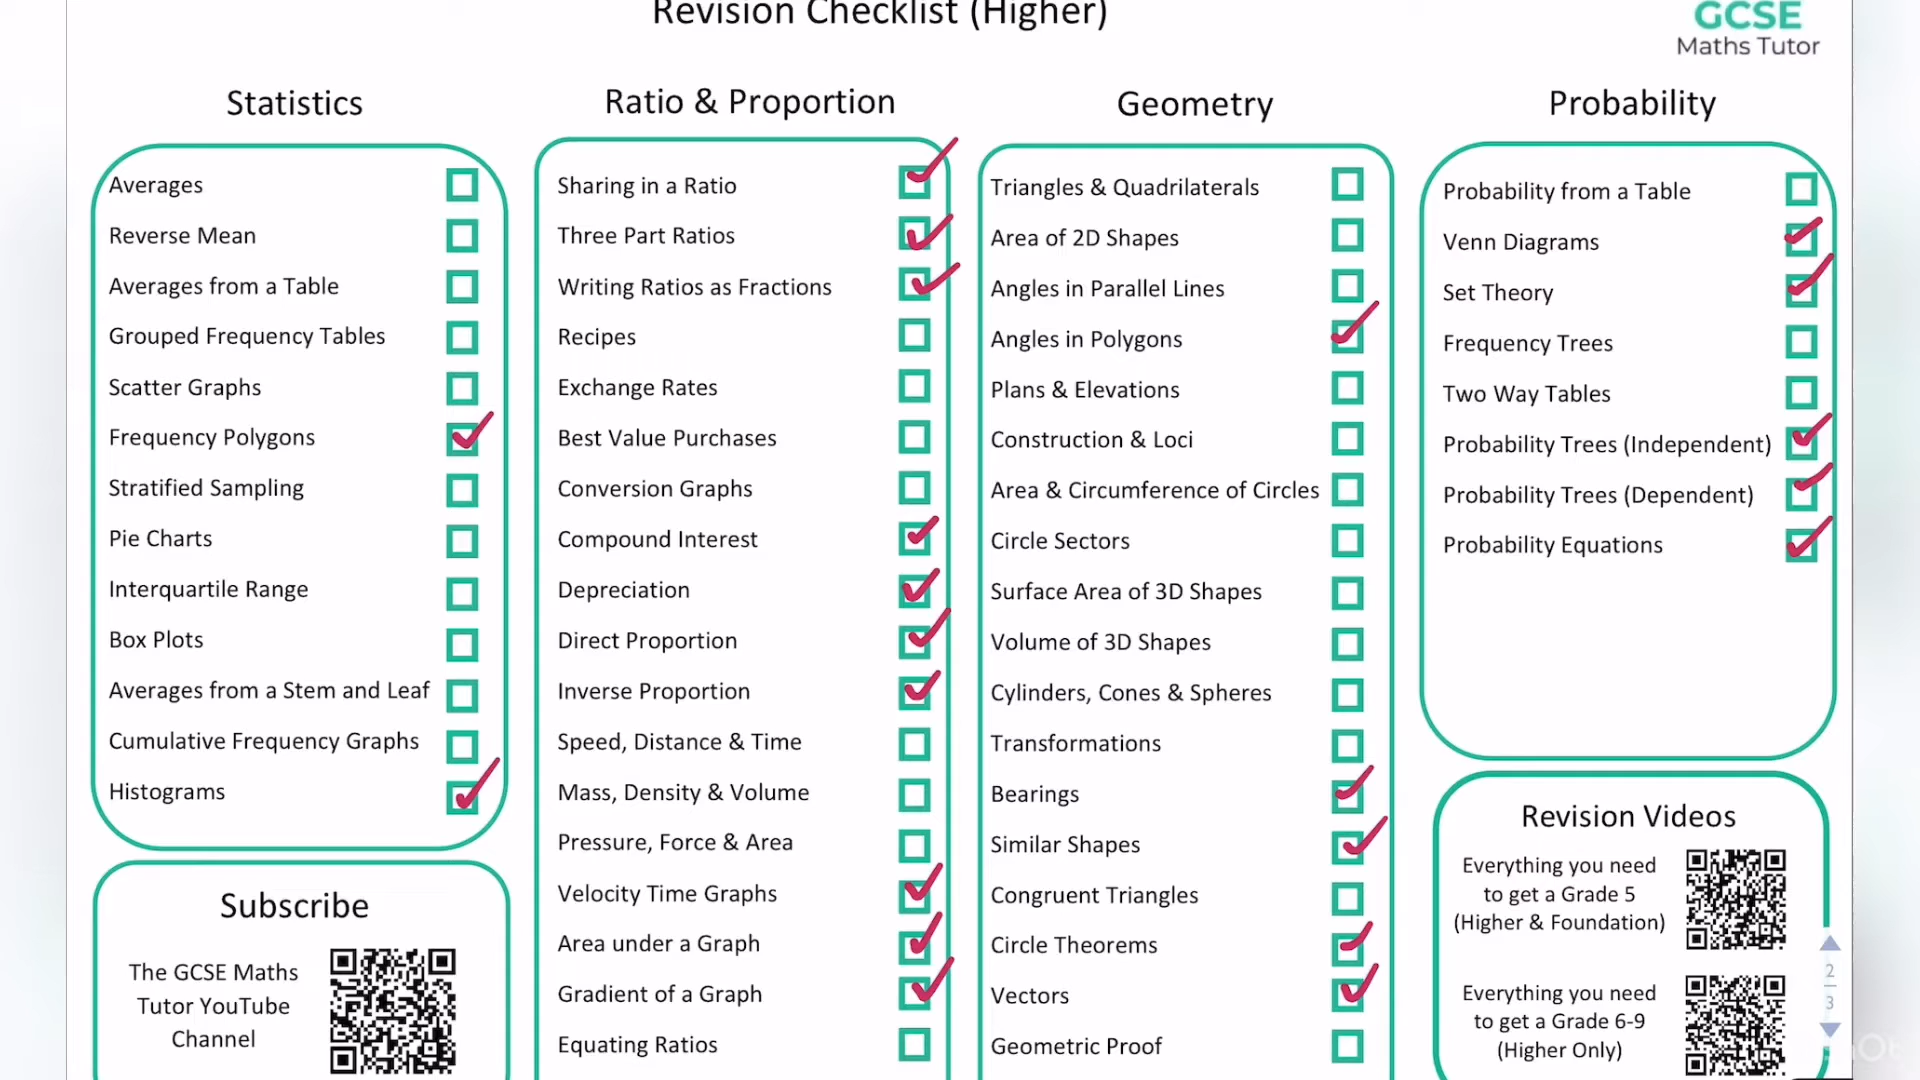 Revision Checklist (Higher)
GCSE
Maths Tutor
Statistics
Averages
Reverse Mean
Averages from a Table
Grouped Frequency Tables
Scatter Graphs
Frequency Polygons
Stratified Sampling
Pie Charts
Interquartile Range
Box Plots
Averages from a Stem and Leaf
Cumulative Frequency Graphs
Histograms
Subscribe
The GCSE Maths
Tutor YouTube
Channel
Ratio & Proportion
Sharing in a Ratio
Three Part Ratios
Writing Ratios as Fractions
Recipes
Exchange Rates
Best Value Purchases
Conversion Graphs
Compound Interest
Depreciation
Direct Proportion
Inverse Proportion
Speed, Distance & Time
Mass, Density & Volume
Pressure, Force & Area
Velocity Time Graphs
Area under a Graph
Gradient of a Graph
Equating Ratios
Geometry
Triangles & Quadrilaterals
Area of 2D Shapes
Angles in Parallel Lines
Angles in Polygons
Plans & Elevations
Construction & Loci
Area & Circumference of Circles
Circle Sectors
Surface Area of 3D Shapes
Volume of 3D Shapes
Cylinders, Cones & Spheres
Transformations
Bearings
Similar Shapes
Congruent Triangles
Circle Theorems
Vectors
Geometric Proof
Probability
Probability from a Table
Venn Diagrams
Set Theory
Frequency Trees
Two Way Tables
Probability Trees (Independent)
Probability Trees (Dependent)
Probability Equations
Revision Videos
Everything you need
to get a Grade 5
(Higher & Foundation)
Everything you need
to get a Grade 6-9
(Higher Only)
2
3